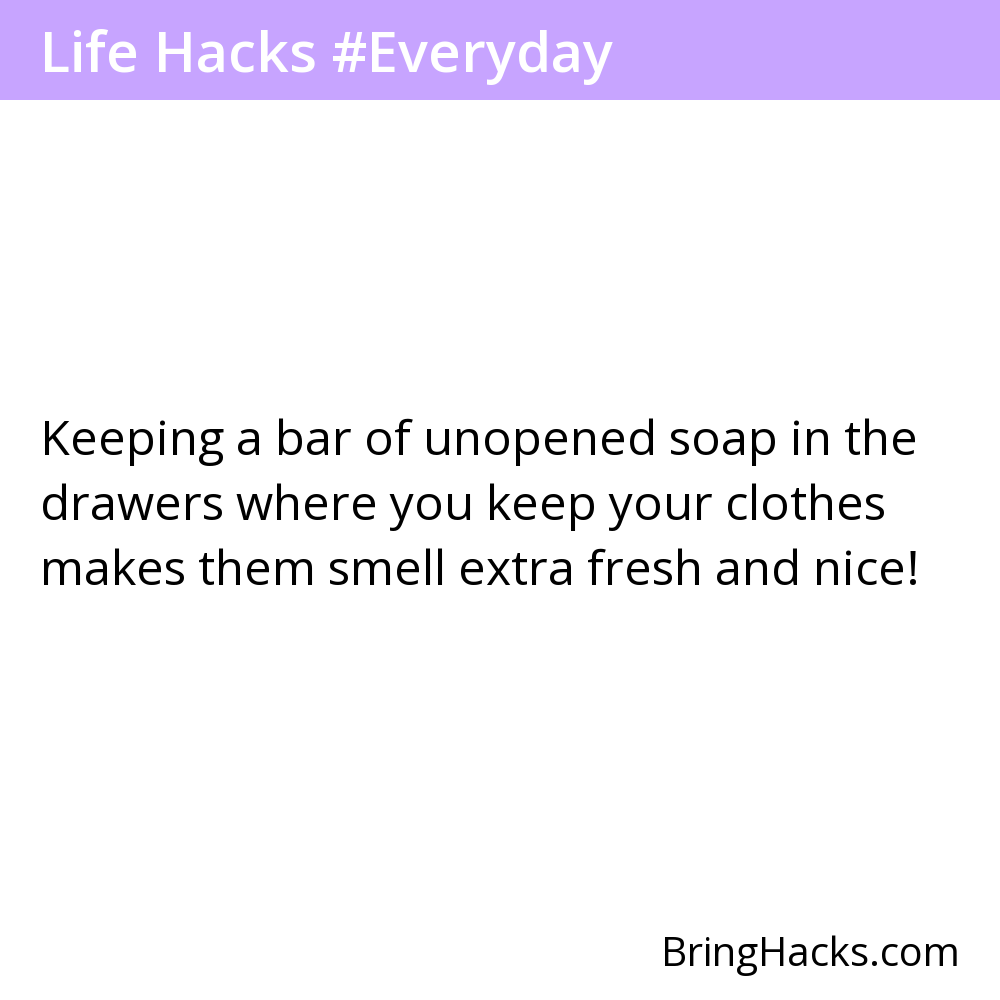 Life Hacks #Everyday
Keeping a bar of unopened soap in the
drawers where you keep your clothes
makes them smell extra fresh and nice!
BringHacks.com